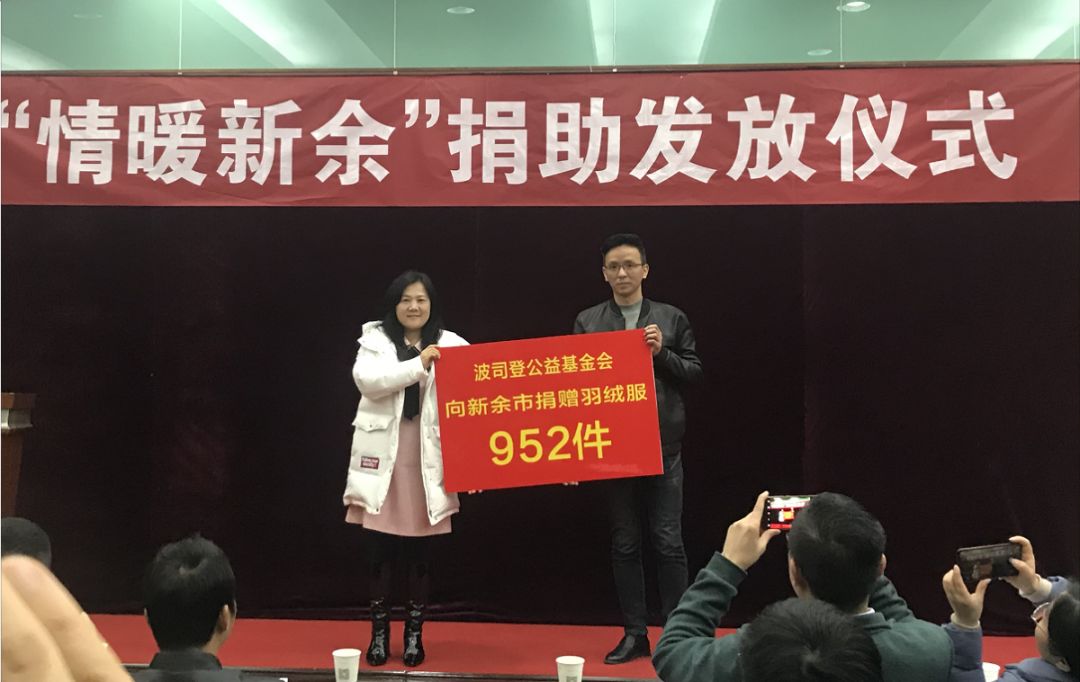 “情暖新余”捐助发放仪式
波司登公益基金会
向新余市捐赠羽绒服
952件